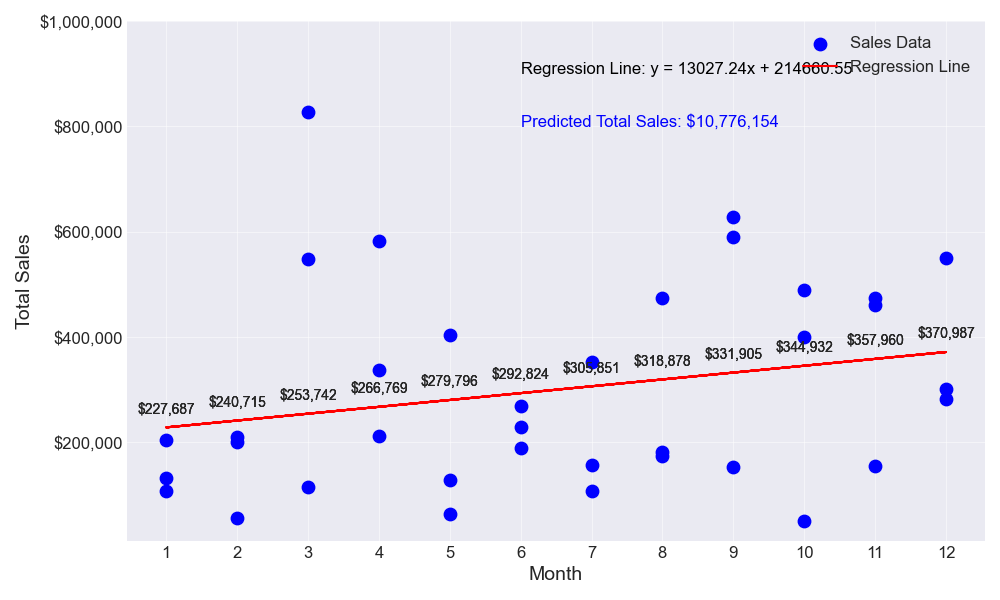 $1,000,000
$800,000
$600,000
$400,000
$200,000
Total Sales
Sales Data
Regression Line
Regression Line: y = 13027.24x + 214660.55
Predicted Total Sales: $10,776,154
$227,687
$240,715
$253,742
$266,769
$279,796
$292,824
$305,851
$318,878
$331,905
$344,932
$357,960
$370,987
1 2 3 4 5 6 7 8 9 10 11 12
Month